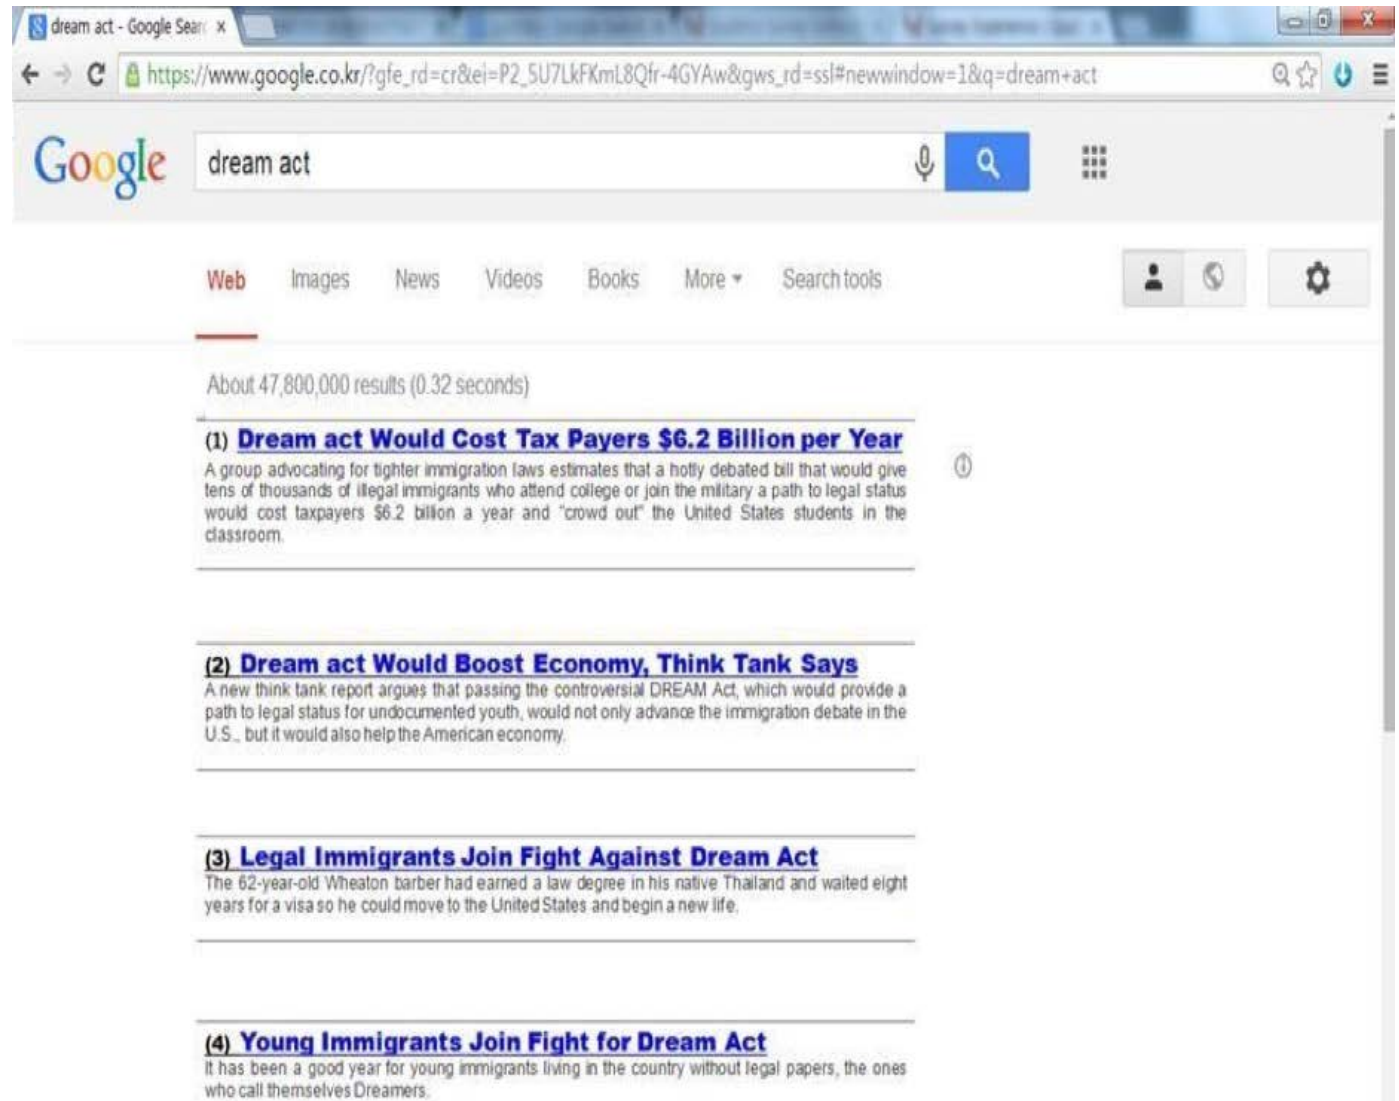 dream act - Google Sear
https://www.google.co.kr/?gfe_rd=cr&ei=P2_5U7LkFKmL8Qfr-4GYAw&gws_rd=ssl#newwindow=1&q=dream+act
Google dream act
Web Images News Videos Books More Search tools
About 47,800,000 results (0.32 seconds)
(1) Dream act Would Cost Tax Payers $6.2 Billion per Year
A group advocating for tighter immigration laws estimates that a hotly debated bill that would give
tens of thousands of illegal immigrants who attend college or join the military a path to legal status
would cost taxpayers $6.2 billion a year and "crowd out" the United States students in the
classroom.
(2) Dream act Would Boost Economy, Think Tank Says
A new think tank report argues that passing the controversial DREAM Act, which would provide a
path to legal status for undocumented youth, would not only advance the immigration debate in the
U.S., but it would also help the American economy.
(3) Legal Immigrants Join Fight Against Dream Act
The 62-year-old Wheaton barber had earned a law degree in his native Thailand and waited eight
years for a visa so he could move to the United States and begin a new life.
(4) Young Immigrants Join Fight for Dream Act
It has been a good year for young immigrants living in the country without legal papers, the ones
who call themselves Dreamers.